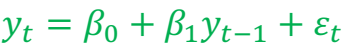 yₜ = β₀ + β₁yₜ₋₁ + εₜ